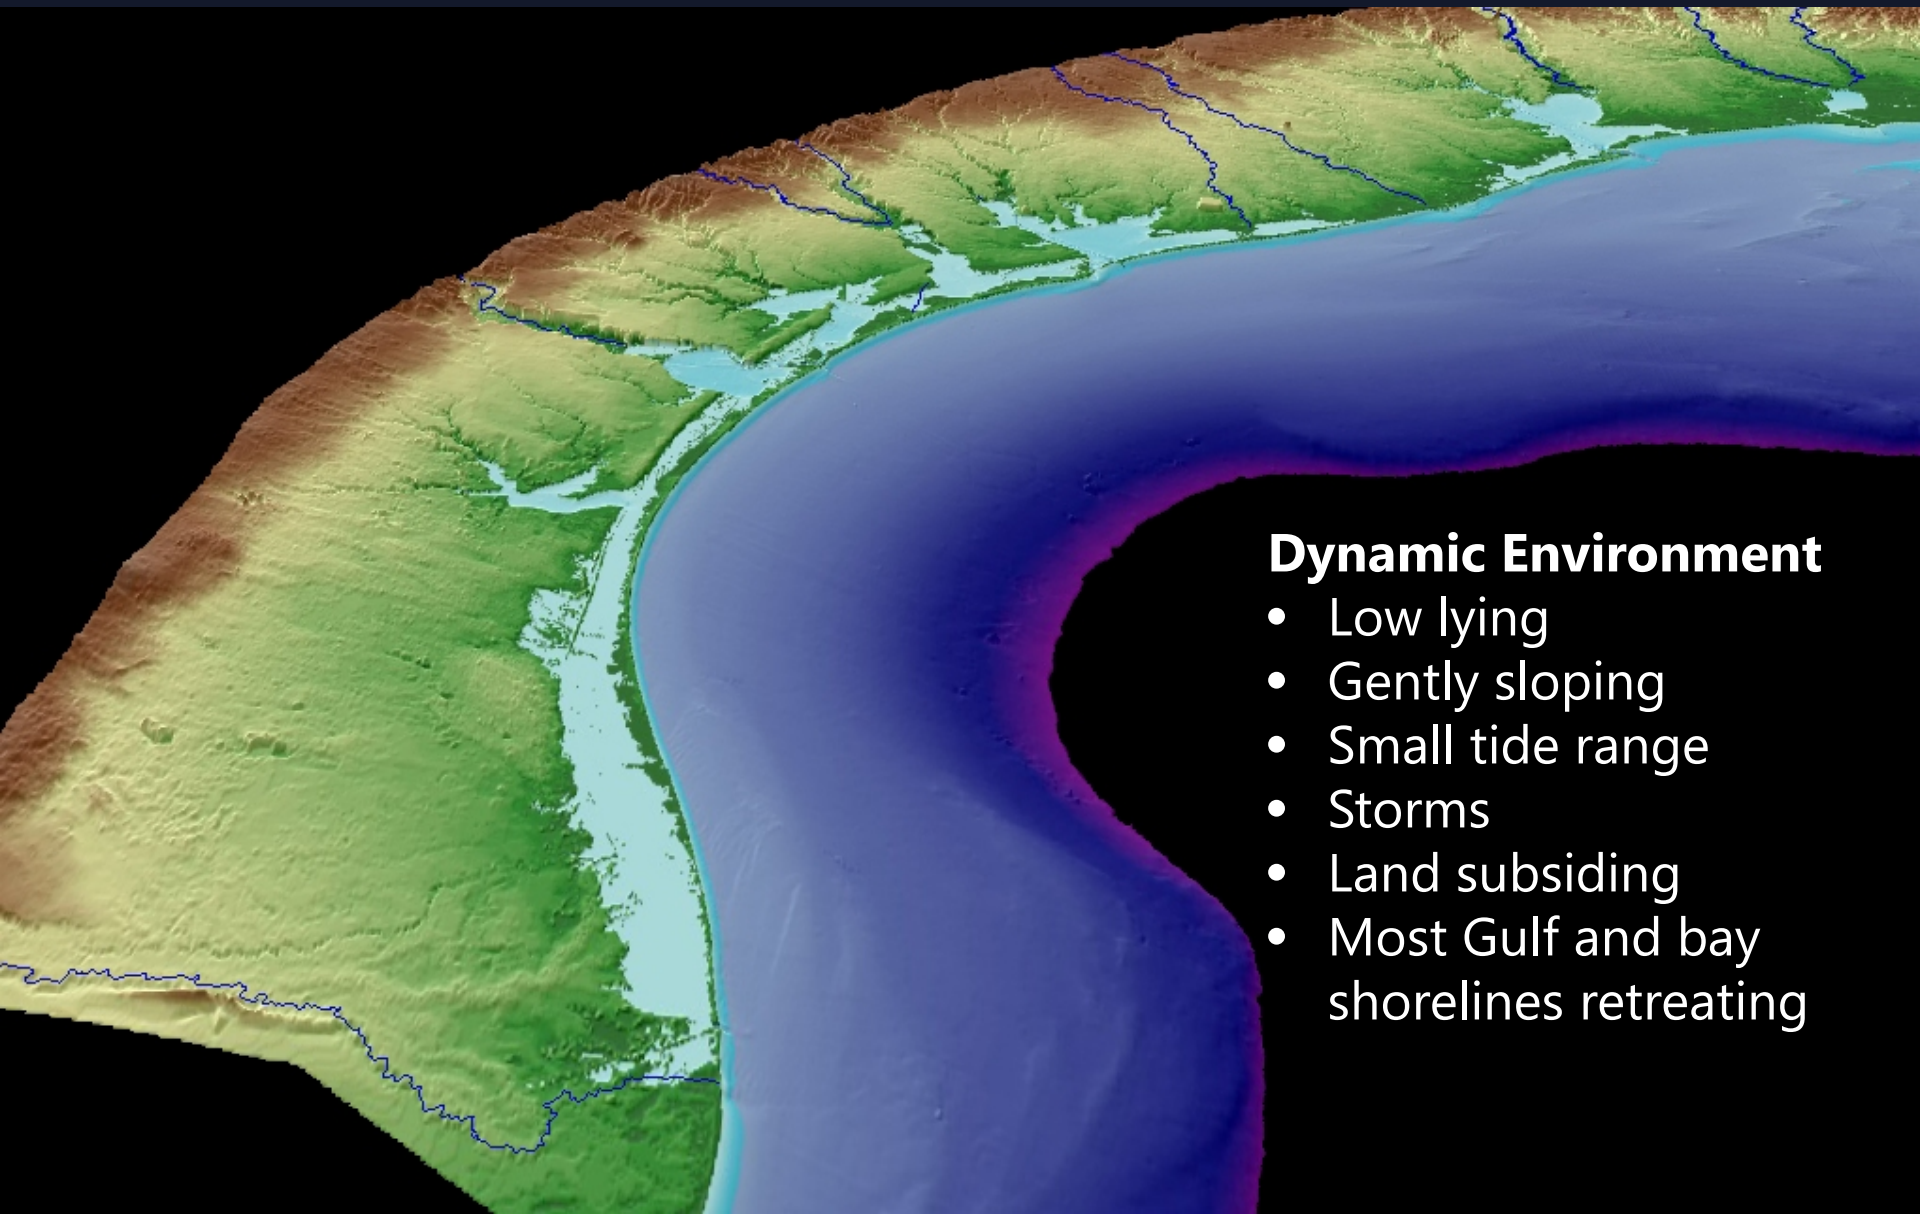 Dynamic Environment
• Low lying
• Gently sloping
• Small tide range
• Storms
• Land subsiding
• Most Gulf and bay
shorelines retreating